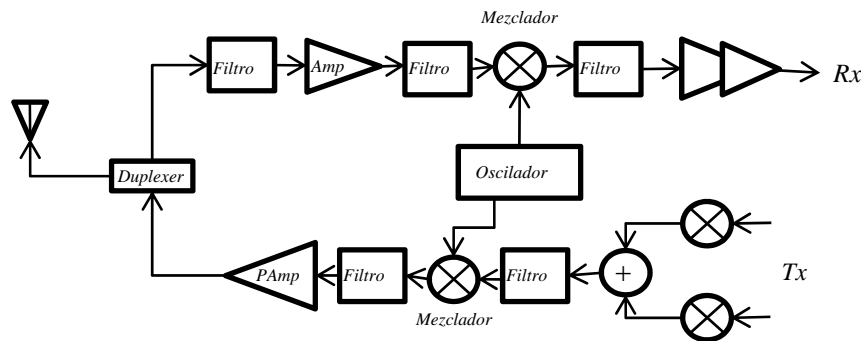 Mezclador
Filtro
Amp
Filtro
Filtro
Rx
Duplexer
Oscilador
PAmp
Filtro
Filtro
+
Tx
Mezclador